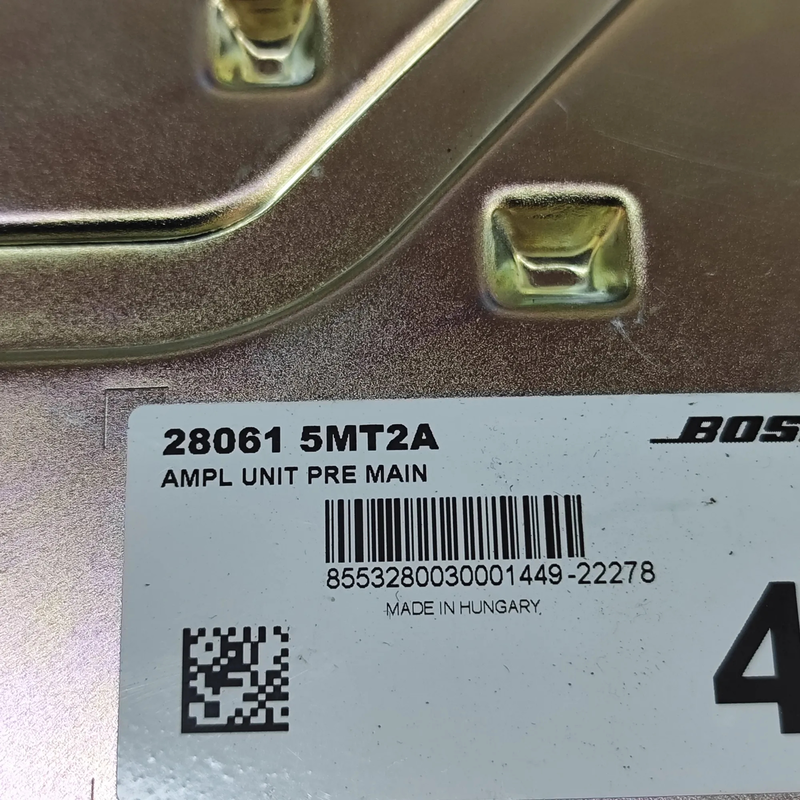 28061 5MT2A
BOS
AMPL UNIT PRE MAIN
8553280030001449-22278
MADE IN HUNGARY
4